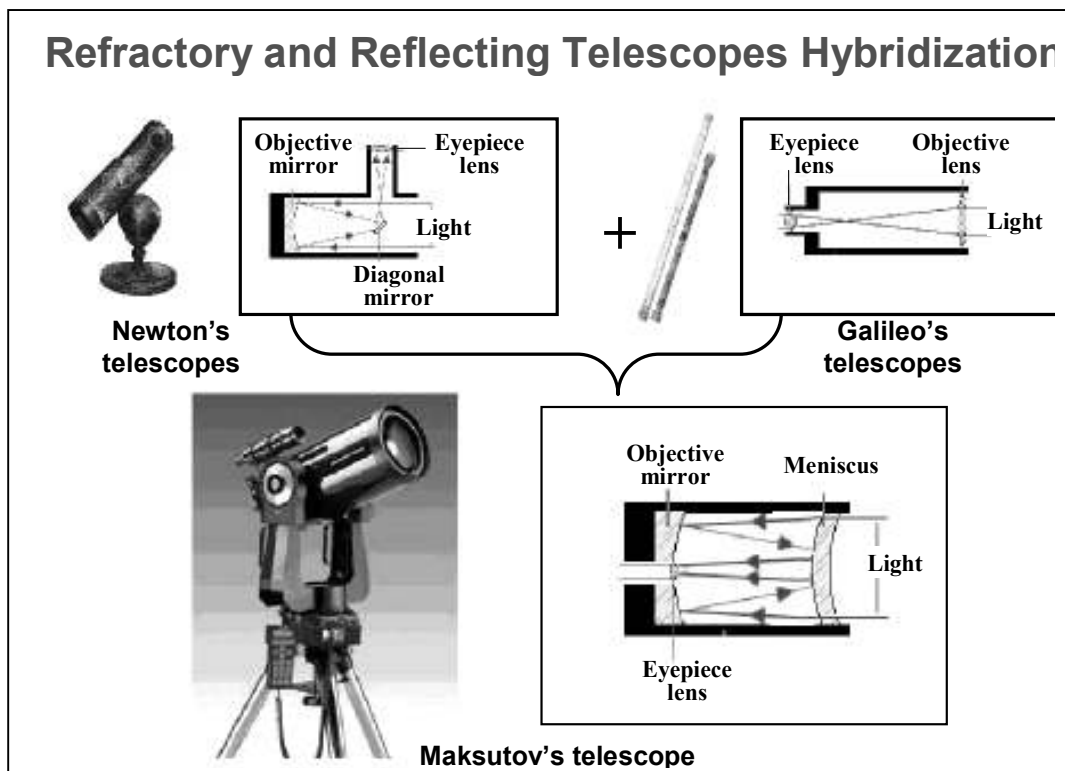 Refractory and Reflecting Telescopes Hybridization
Objective
mirror
Eyepiece
lens
Light
Diagonal
mirror
+
Eyepiece
lens
Objective
lens
Light
Newton's
telescopes
Galileo's
telescopes
Objective
mirror
Meniscus
Light
Eyepiece
lens
Maksutov's telescope